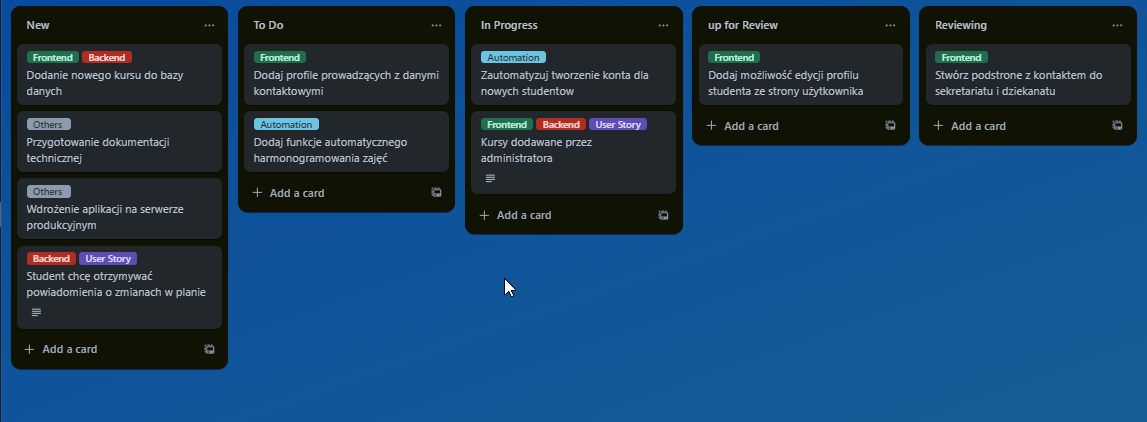 New
Frontend Backend
Dodanie nowego kursu do bazy
danych
Others
Przygotowanie dokumentacji
technicznej
Others
Wdrożenie aplikacji na serwerze
produkcyjnym
Backend User Story
Student chcę otrzymywać
powiadomienia o zmianach w planie
+ Add a card
To Do
Frontend
Dodaj profile prowadzących z danymi
kontaktowymi
Automation
Dodaj funkcje automatycznego
harmonogramowania zajęć
+ Add a card
In Progress
Automation
Zautomatyzuj tworzenie konta dla
nowych studentow
Frontend Backend User Story
Kursy dodawane przez
administratora
+ Add a card
up for Review
Frontend
Dodaj możliwość edycji profilu
studenta ze strony użytkownika
+ Add a card
Reviewing
Frontend
Stwórz podstrone z kontaktem do
sekretariatu i dziekanatu
+ Add a card